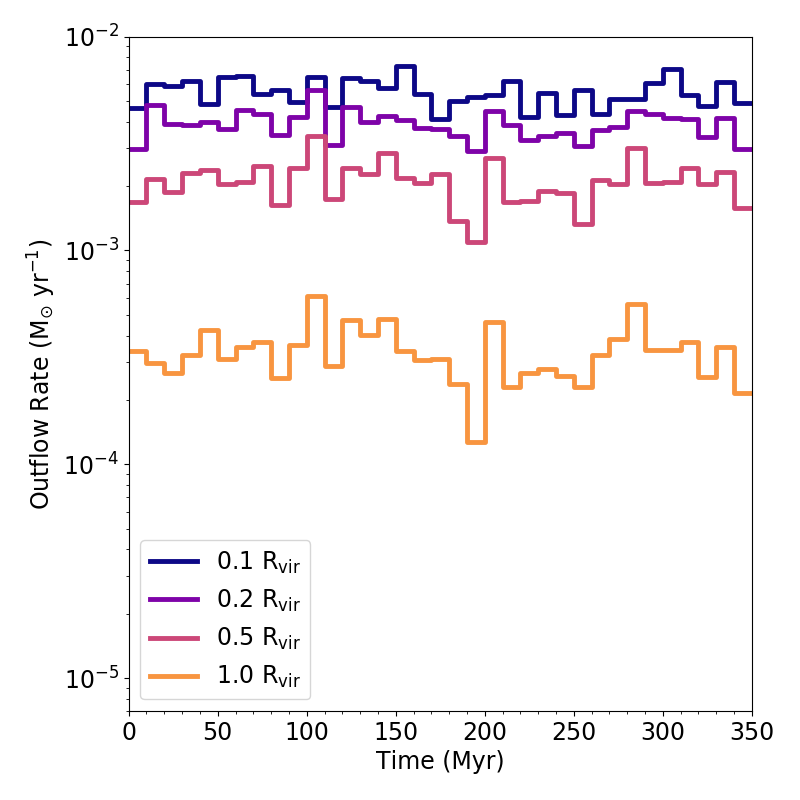 10⁻²
10⁻³
10⁻⁴
10⁻⁵
Outflow Rate (M⊙ yr⁻¹)
0.1 Rvir
0.2 Rvir
0.5 Rvir
1.0 Rvir
0 50 100 150 200 250 300 350
Time (Myr)